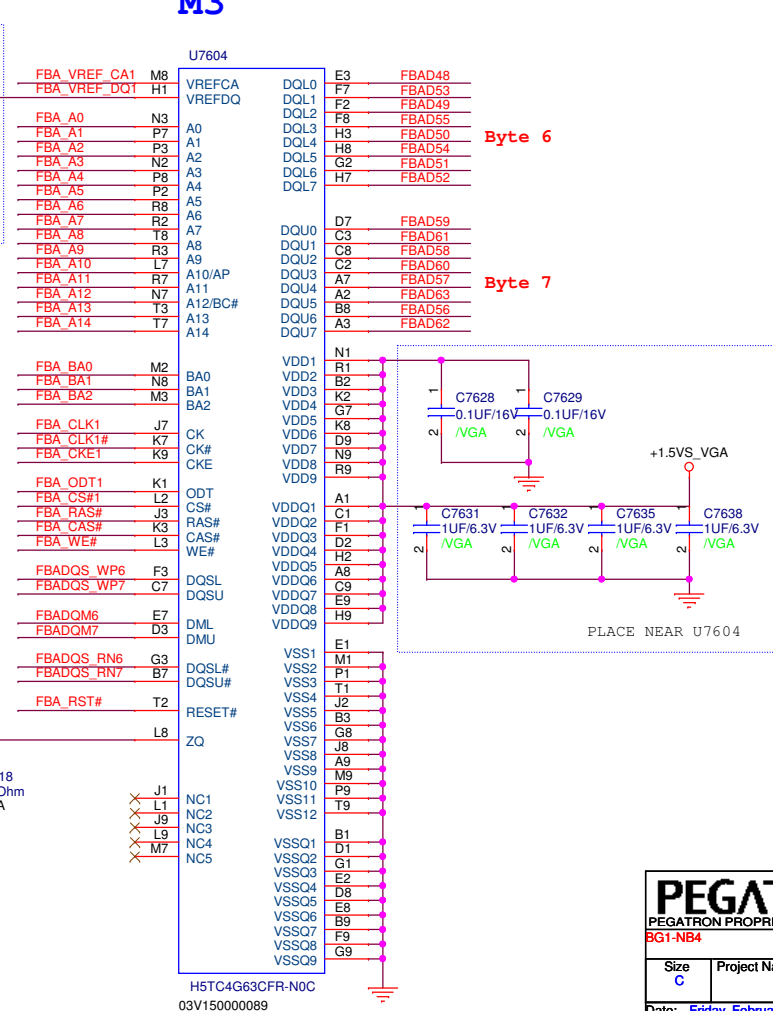 M3
U7604
FBA_VREF_CA1 M8 VREFCA DQL0 E3 FBAD48
FBA_VREF_DQ1 H1 VREFDQ DQL1 F7 FBAD53
DQL2 F2 FBAD49
FBA_A0 N3 A0 DQL3 F8 FBAD55
FBA_A1 P7 A1 DQL4 H3 FBAD50 Byte 6
FBA_A2 P3 A2 DQL5 H8 FBAD54
FBA_A3 N2 A3 DQL6 G2 FBAD51
FBA_A4 P8 A4 DQL7 H7 FBAD52
FBA_A5 P2 A5
FBA_A6 R8 A6
FBA_A7 R2 A7 DQU0 D7 FBAD59
FBA_A8 T8 A8 DQU1 C3 FBAD61
FBA_A9 R3 A9 DQU2 C8 FBAD58
FBA_A10 L7 A10/AP DQU3 C2 FBAD60
FBA_A11 R7 A11 DQU4 A7 FBAD57 Byte 7
FBA_A12 N7 A12/BC# DQU5 A2 FBAD63
FBA_A13 T3 A13 DQU6 B8 FBAD56
FBA_A14 T7 A14 DQU7 A3 FBAD62
VDD1 N1
FBA_BA0 M2 BA0 VDD2 R1
FBA_BA1 N8 BA1 VDD3 B2
FBA_BA2 M3 BA2 VDD4 K2
VDD5 G7
FBA_CLK1 J7 CK VDD6 K8
FBA_CLK1# K7 CK# VDD7 D9
FBA_CKE1 K9 CKE VDD8 N9
VDD9 R9
1 C7628 1 C7629
0.1UF/16V 0.1UF/16V
2 /VGA 2 /VGA
+1.5VS_VGA
FBA_ODT1 K1 ODT
FBA_CS#1 L2 CS# VDDQ1 A1
FBA_RAS# J3 RAS# VDDQ2 C1
FBA_CAS# K3 CAS# VDDQ3 F1
FBA_WE# L3 WE# VDDQ4 D2
VDDQ5 H2
FBADQS_WP6 F3 DQSL VDDQ6 A8
FBADQS_WP7 C7 DQSU VDDQ7 C9
VDDQ8 E9
FBADQM6 E7 DML VDDQ9 H9
FBADQM7 D3 DMU
1 C7631 1 C7632 1 C7635 1 C7638
1UF/6.3V 1UF/6.3V 1UF/6.3V 1UF/6.3V
2 /VGA 2 /VGA 2 /VGA 2 /VGA
PLACE NEAR U7604
VSS1 E1
FBADQS_RN6 G3 DQSL# VSS2 M1
FBADQS_RN7 B7 DQSU# VSS3 P1
VSS4 T1
FBA_RST# T2 RESET# VSS5 J2
VSS6 B3
L8 ZQ VSS7 G8
VSS8 J8
VSS9 A9
VSS10 M9
VSS11 P9
VSS12 T9
18
Ohm
A
J1 NC1
L1 NC2
J9 NC3
L9 NC4
M7 NC5
VSSQ1 B1
VSSQ2 D1
VSSQ3 G1
VSSQ4 E2
VSSQ5 D8
VSSQ6 E8
VSSQ7 B9
VSSQ8 F9
VSSQ9 G9
H5TC4G63CFR-N0C
03V150000089
PEGAT
PEGATRON PROPRI
BG1-NB4
Size Project Na
C
Date: Friday, Februa